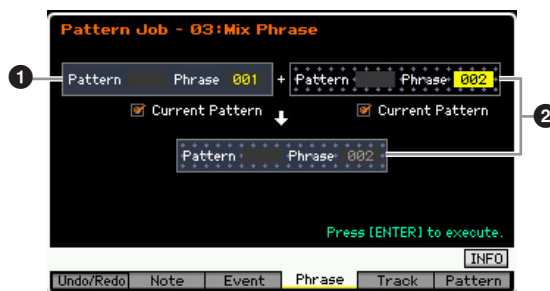 Pattern Job - 03:Mix Phrase
1
Pattern Phrase 001 + Pattern Phrase 002
Current Pattern Current Pattern
2
Pattern Phrase 002
Press [ENTER] to execute.
INFO
Undo/Redo Note Event Phrase Track Pattern